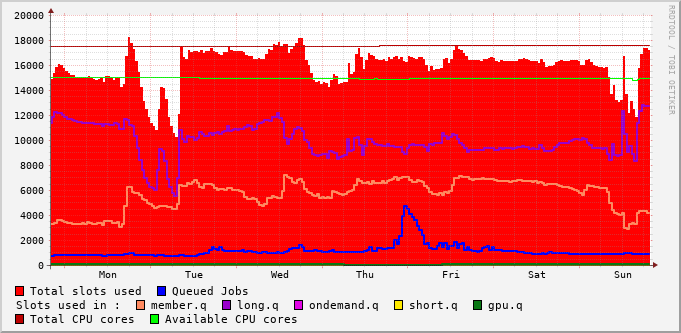 20000
18000
16000
14000
12000
10000
8000
6000
4000
2000
0
Mon Tue Wed Thu Fri Sat Sun
RRDTOOL / TOBI OETIKER
Total slots used Queued Jobs
Slots used in : member.q long.q ondemand.q short.q gpu.q
Total CPU cores Available CPU cores